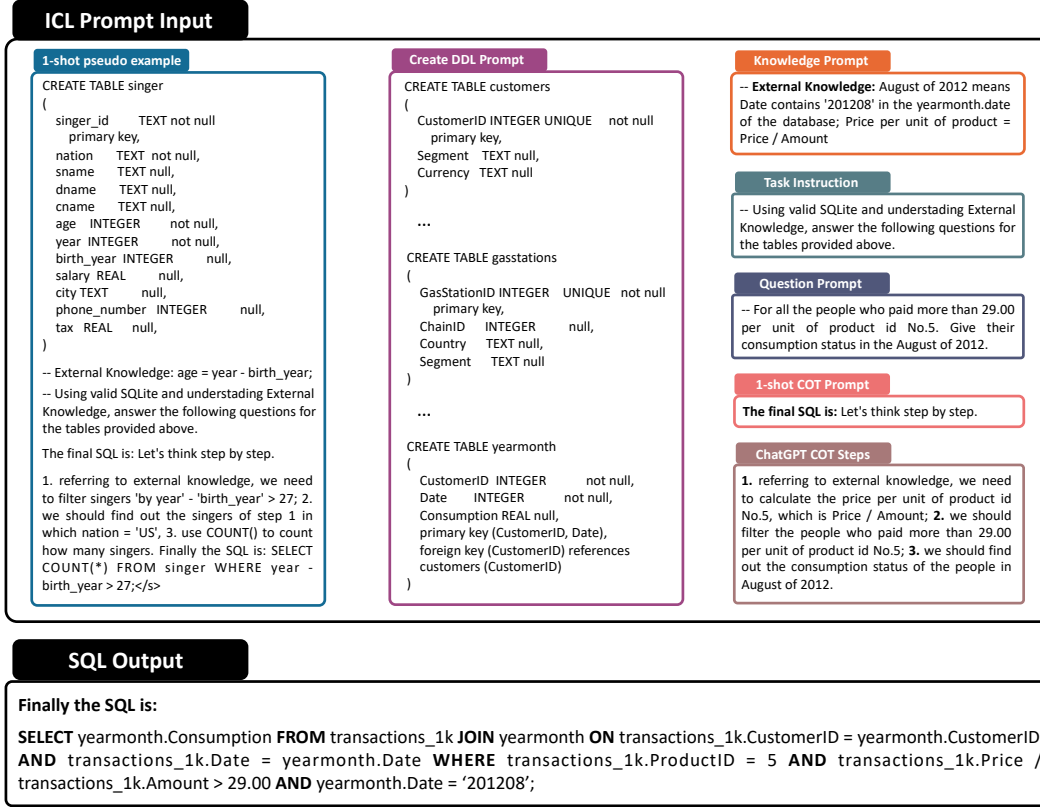 ICL Prompt Input
1-shot pseudo example
CREATE TABLE singer
(
singer_id TEXT not null
primary key,
nation TEXT not null,
sname TEXT null,
dname TEXT null,
cname TEXT null,
age INTEGER not null,
year INTEGER not null,
birth_year INTEGER null,
salary REAL null,
city TEXT null,
phone_number INTEGER null,
tax REAL null,
)
-- External Knowledge: age = year - birth_year;
-- Using valid SQLite and understading External
Knowledge, answer the following questions for
the tables provided above.
The final SQL is: Let's think step by step.
1. referring to external knowledge, we need
to filter singers 'by year' - 'birth_year' > 27; 2.
we should find out the singers of step 1 in
which nation = 'US', 3. use COUNT() to count
how many singers. Finally the SQL is: SELECT
COUNT(*) FROM singer WHERE year -
birth_year > 27;</s>
Create DDL Prompt
CREATE TABLE customers
(
CustomerID INTEGER UNIQUE not null
primary key,
Segment TEXT null,
Currency TEXT null
)
...
CREATE TABLE gasstations
(
GasStationID INTEGER UNIQUE not null
primary key,
ChainID INTEGER null,
Country TEXT null,
Segment TEXT null
)
...
CREATE TABLE yearmonth
(
CustomerID INTEGER not null,
Date INTEGER not null,
Consumption REAL null,
primary key (CustomerID, Date),
foreign key (CustomerID) references
customers (CustomerID)
)
Knowledge Prompt
-- External Knowledge: August of 2012 means
Date contains '201208' in the yearmonth.date
of the database; Price per unit of product =
Price / Amount
Task Instruction
-- Using valid SQLite and understading External
Knowledge, answer the following questions for
the tables provided above.
Question Prompt
-- For all the people who paid more than 29.00
per unit of product id No.5. Give their
consumption status in the August of 2012.
1-shot COT Prompt
The final SQL is: Let's think step by step.
ChatGPT COT Steps
1. referring to external knowledge, we need
to calculate the price per unit of product id
No.5, which is Price / Amount; 2. we should
filter the people who paid more than 29.00
per unit of product id No.5; 3. we should find
out the consumption status of the people in
August of 2012.
SQL Output
Finally the SQL is:
SELECT yearmonth.Consumption FROM transactions_1k JOIN yearmonth ON transactions_1k.CustomerID = yearmonth.CustomerID
AND transactions_1k.Date = yearmonth.Date WHERE transactions_1k.ProductID = 5 AND transactions_1k.Price /
transactions_1k.Amount > 29.00 AND yearmonth.Date = ‘201208’;